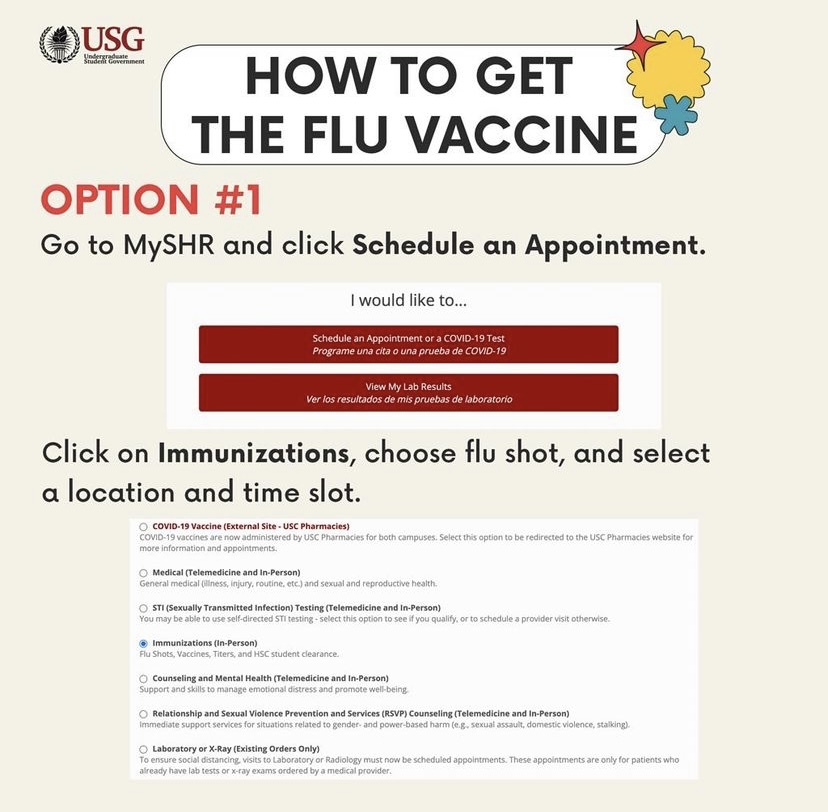 USG
Undergraduate
Student Government
HOW TO GET
THE FLU VACCINE
OPTION #1
Go to MySHR and click Schedule an Appointment.
I would like to...
Schedule an Appointment or a COVID-19 Test
Programe una cita o una prueba de COVID-19
View My Lab Results
Ver los resultados de mis pruebas de laboratorio
Click on Immunizations, choose flu shot, and select
a location and time slot.
COVID-19 Vaccine (External Site - USC Pharmacies)
COVID-19 vaccines are now administered by USC Pharmacies for both campuses. Select this option to be redirected to the USC Pharmacies website for
more information and appointments.
Medical (Telemedicine and In-Person)
General medical (illness, injury, routine, etc.) and sexual and reproductive health.
STI (Sexually Transmitted Infection) Testing (Telemedicine and In-Person)
You may be able to use self-directed STI testing - select this option to see if you qualify, or to schedule a provider visit otherwise.
Immunizations (In-Person)
Flu Shots, Vaccines, Titers, and HSC student clearance.
Counseling and Mental Health (Telemedicine and In-Person)
Support and skills to manage emotional distress and promote well-being.
Relationship and Sexual Violence Prevention and Services (RSVP) Counseling (Telemedicine and In-Person)
Immediate support services for situations related to gender- and power-based harm (e.g., sexual assault, domestic violence, stalking).
Laboratory or X-Ray (Existing Orders Only)
To ensure social distancing, visits to Laboratory or Radiology must now be scheduled appointments. These appointments are only for patients who
already have lab tests or x-ray exams ordered by a medical provider.